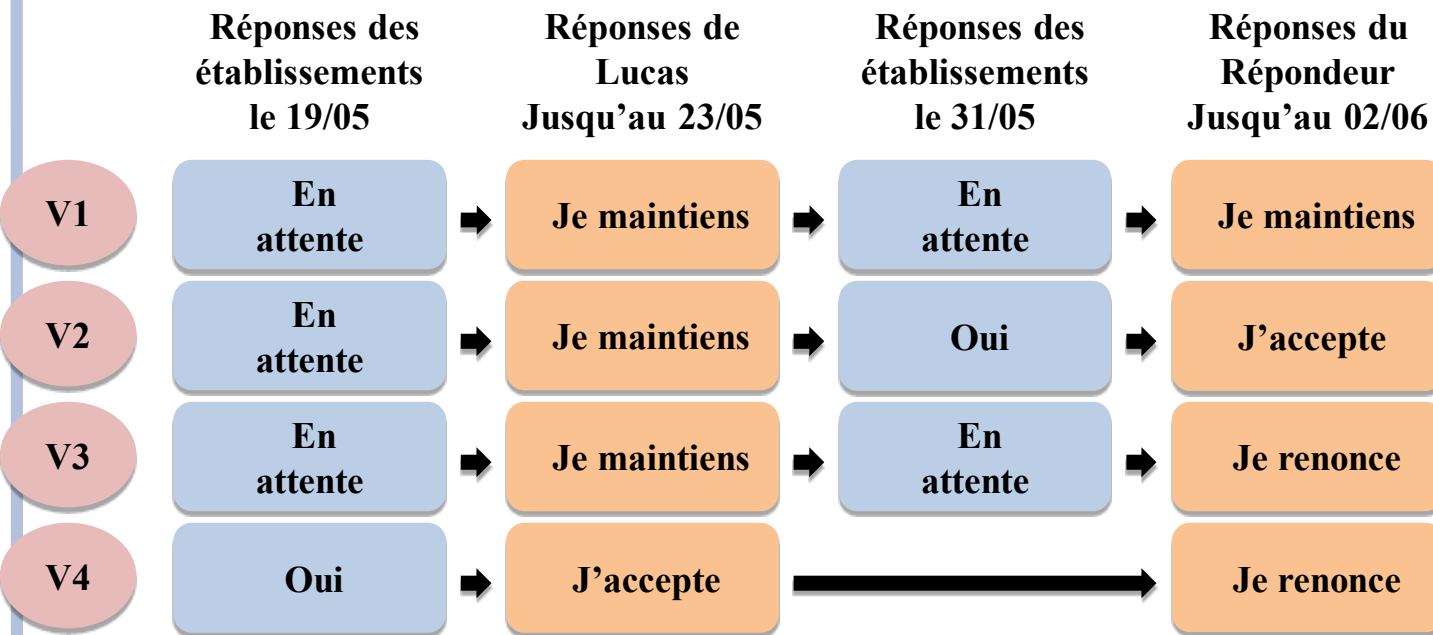 Réponses des
établissements
le 19/05
Réponses de
Lucas
Jusqu’au 23/05
Réponses des
établissements
le 31/05
Réponses du
Répondeur
Jusqu’au 02/06
V1
En
attente
Je maintiens
En
attente
Je maintiens
V2
En
attente
Je maintiens
Oui
J’accepte
V3
En
attente
Je maintiens
En
attente
Je renonce
V4
Oui
J’accepte
Je renonce